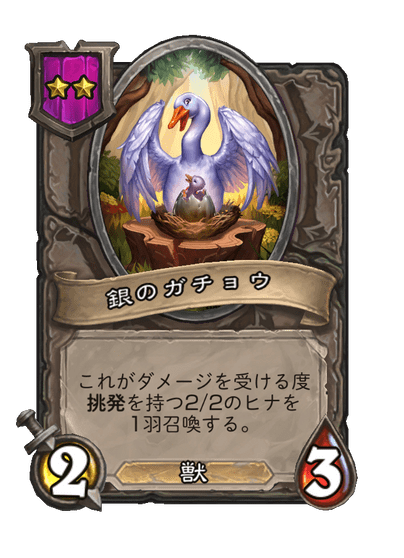 銀のガチョウ
これがダメージを受ける度
挑発を持つ2/2のヒナを
1羽召喚する。
2
獣
3